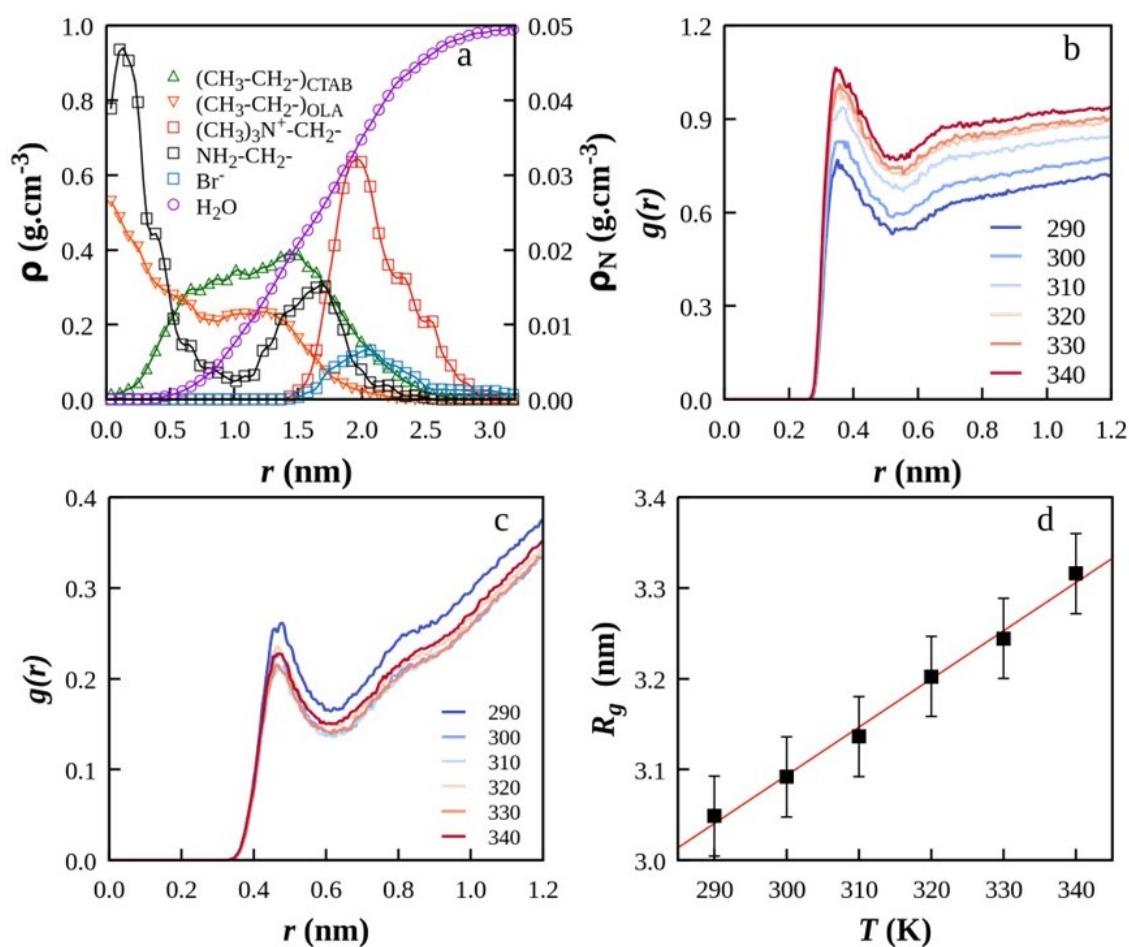 a
ρ (g.cm⁻³)
1.0
0.8
0.6
0.4
0.2
0.0
(CH₃-CH₂-)CTAB
(CH₃-CH₂-)OLA
(CH₃)₃N⁺-CH₂-
NH₂-CH₂-
Br⁻
H₂O
0.05
0.04
0.03
0.02
0.01
0.00
ρN (g.cm⁻³)
0.0 0.5 1.0 1.5 2.0 2.5 3.0
r (nm)
b
g(r)
1.2
0.9
0.6
0.3
0.0
290
300
310
320
330
340
0.0 0.2 0.4 0.6 0.8 1.0 1.2
r (nm)
c
g(r)
0.4
0.3
0.2
0.1
0.0
290
300
310
320
330
340
0.0 0.2 0.4 0.6 0.8 1.0 1.2
r (nm)
d
Rg (nm)
3.4
3.3
3.2
3.1
3.0
290 300 310 320 330 340
T (K)